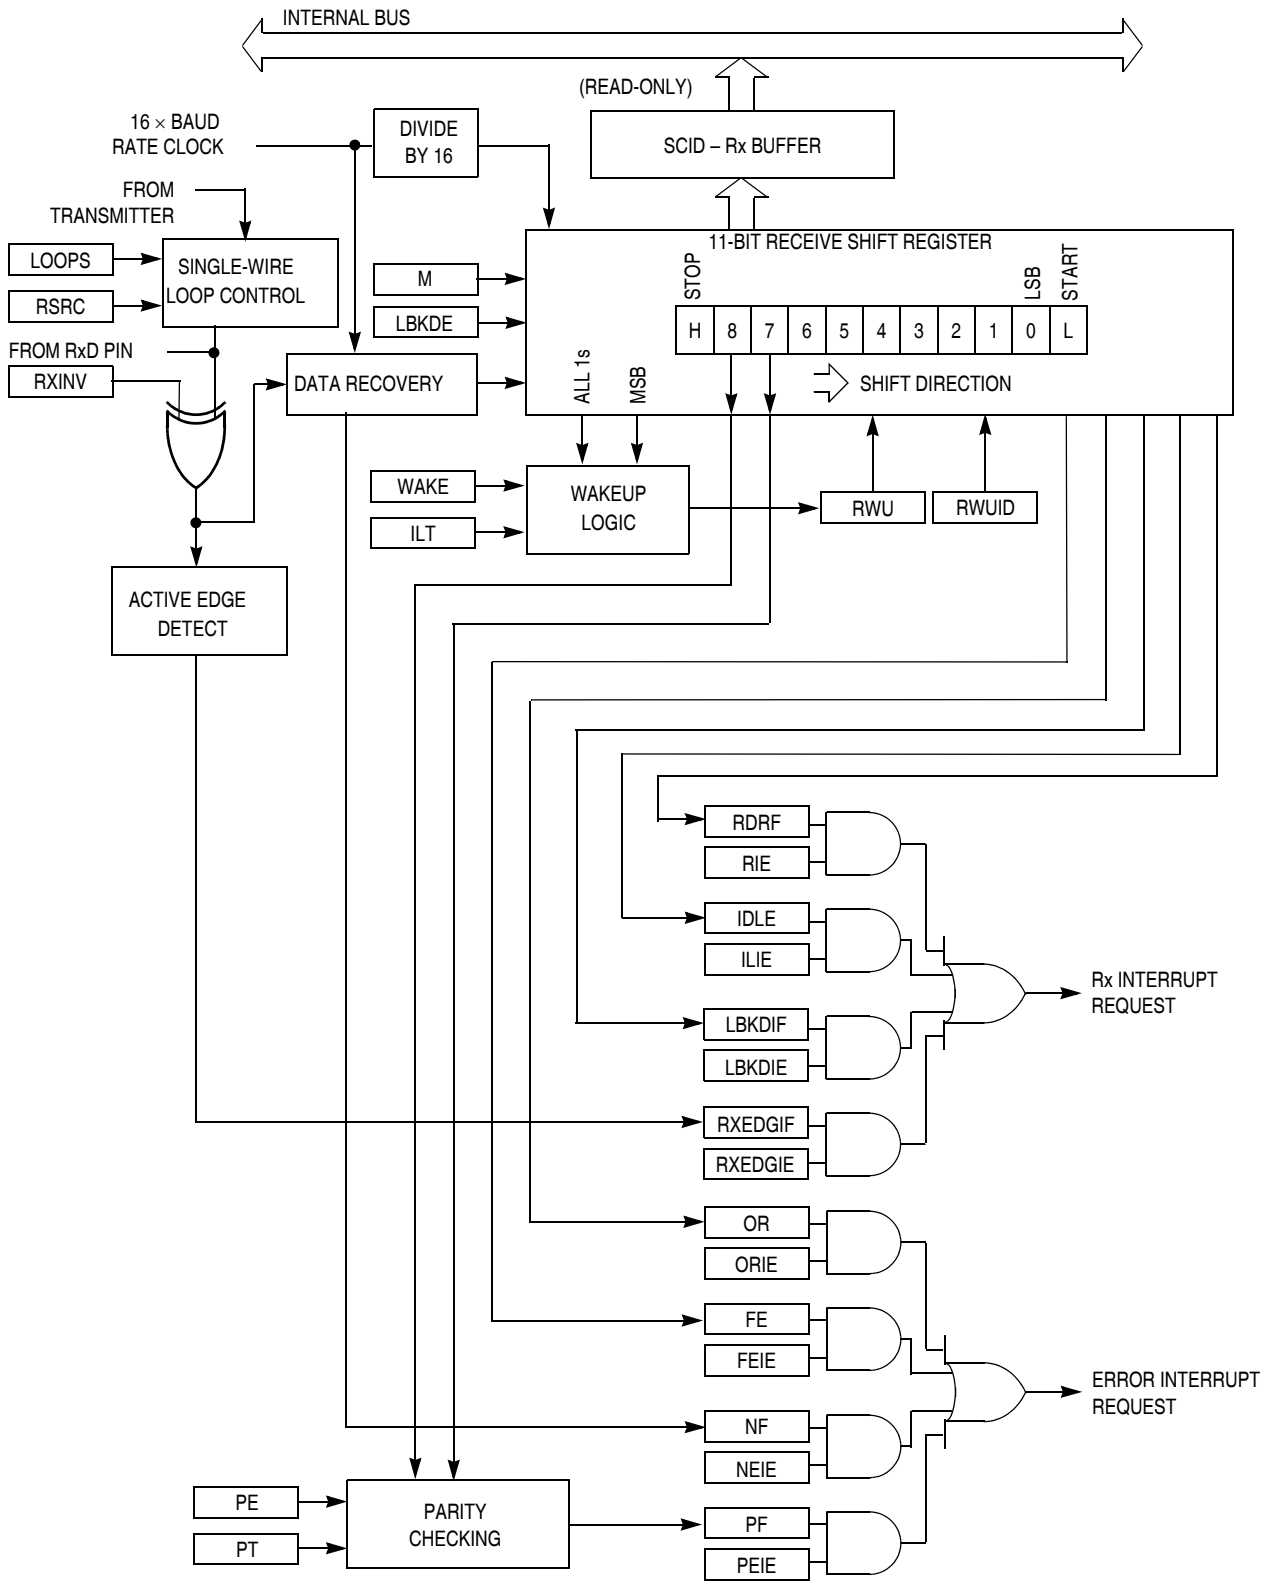 INTERNAL BUS
(READ-ONLY)
16 × BAUD
RATE CLOCK
DIVIDE
BY 16
SCID – Rx BUFFER
FROM
TRANSMITTER
LOOPS
RSRC
SINGLE-WIRE
LOOP CONTROL
11-BIT RECEIVE SHIFT REGISTER
STOP
LSB
START
M
LBKDE
H 8 7 6 5 4 3 2 1 0 L
FROM RxD PIN
RXINV
DATA RECOVERY
ALL 1s
MSB
SHIFT DIRECTION
WAKE
ILT
WAKEUP
LOGIC
RWU
RWUID
ACTIVE EDGE
DETECT
RDRF
RIE
IDLE
ILIE
Rx INTERRUPT
REQUEST
LBKDIF
LBKDIE
RXEDGIF
RXEDGIE
OR
ORIE
FE
FEIE
ERROR INTERRUPT
REQUEST
NF
NEIE
PE
PT
PARITY
CHECKING
PF
PEIE